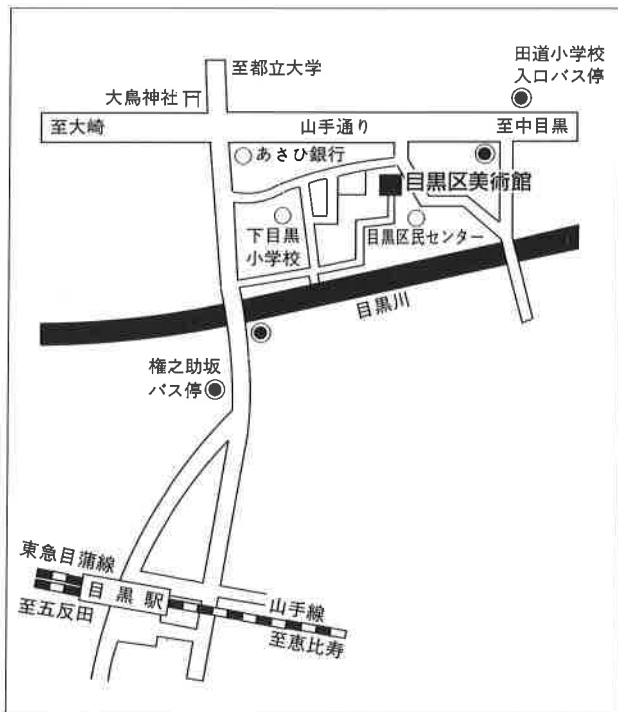 田道小学校
入口バス停
至都立大学
大鳥神社
至大崎
山手通り
至中目黒
あさひ銀行
目黒区美術館
下目黒
小学校
目黒区民センター
目黒川
権之助坂
バス停
東急目蒲線
目黒駅
山手線
至五反田
至恵比寿